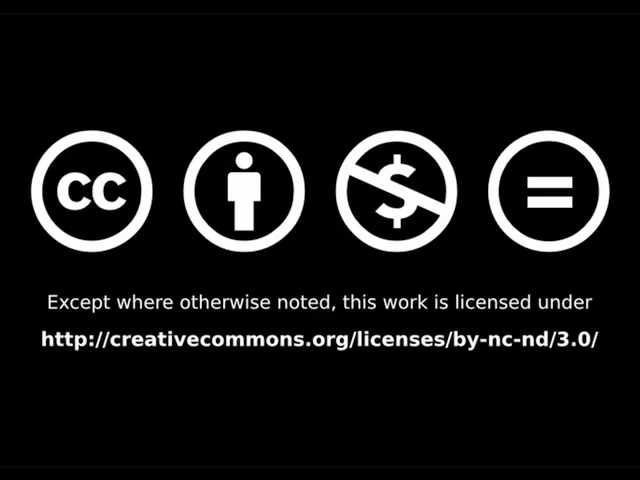 cc
$
=
Except where otherwise noted, this work is licensed under
http://creativecommons.org/licenses/by-nc-nd/3.0/